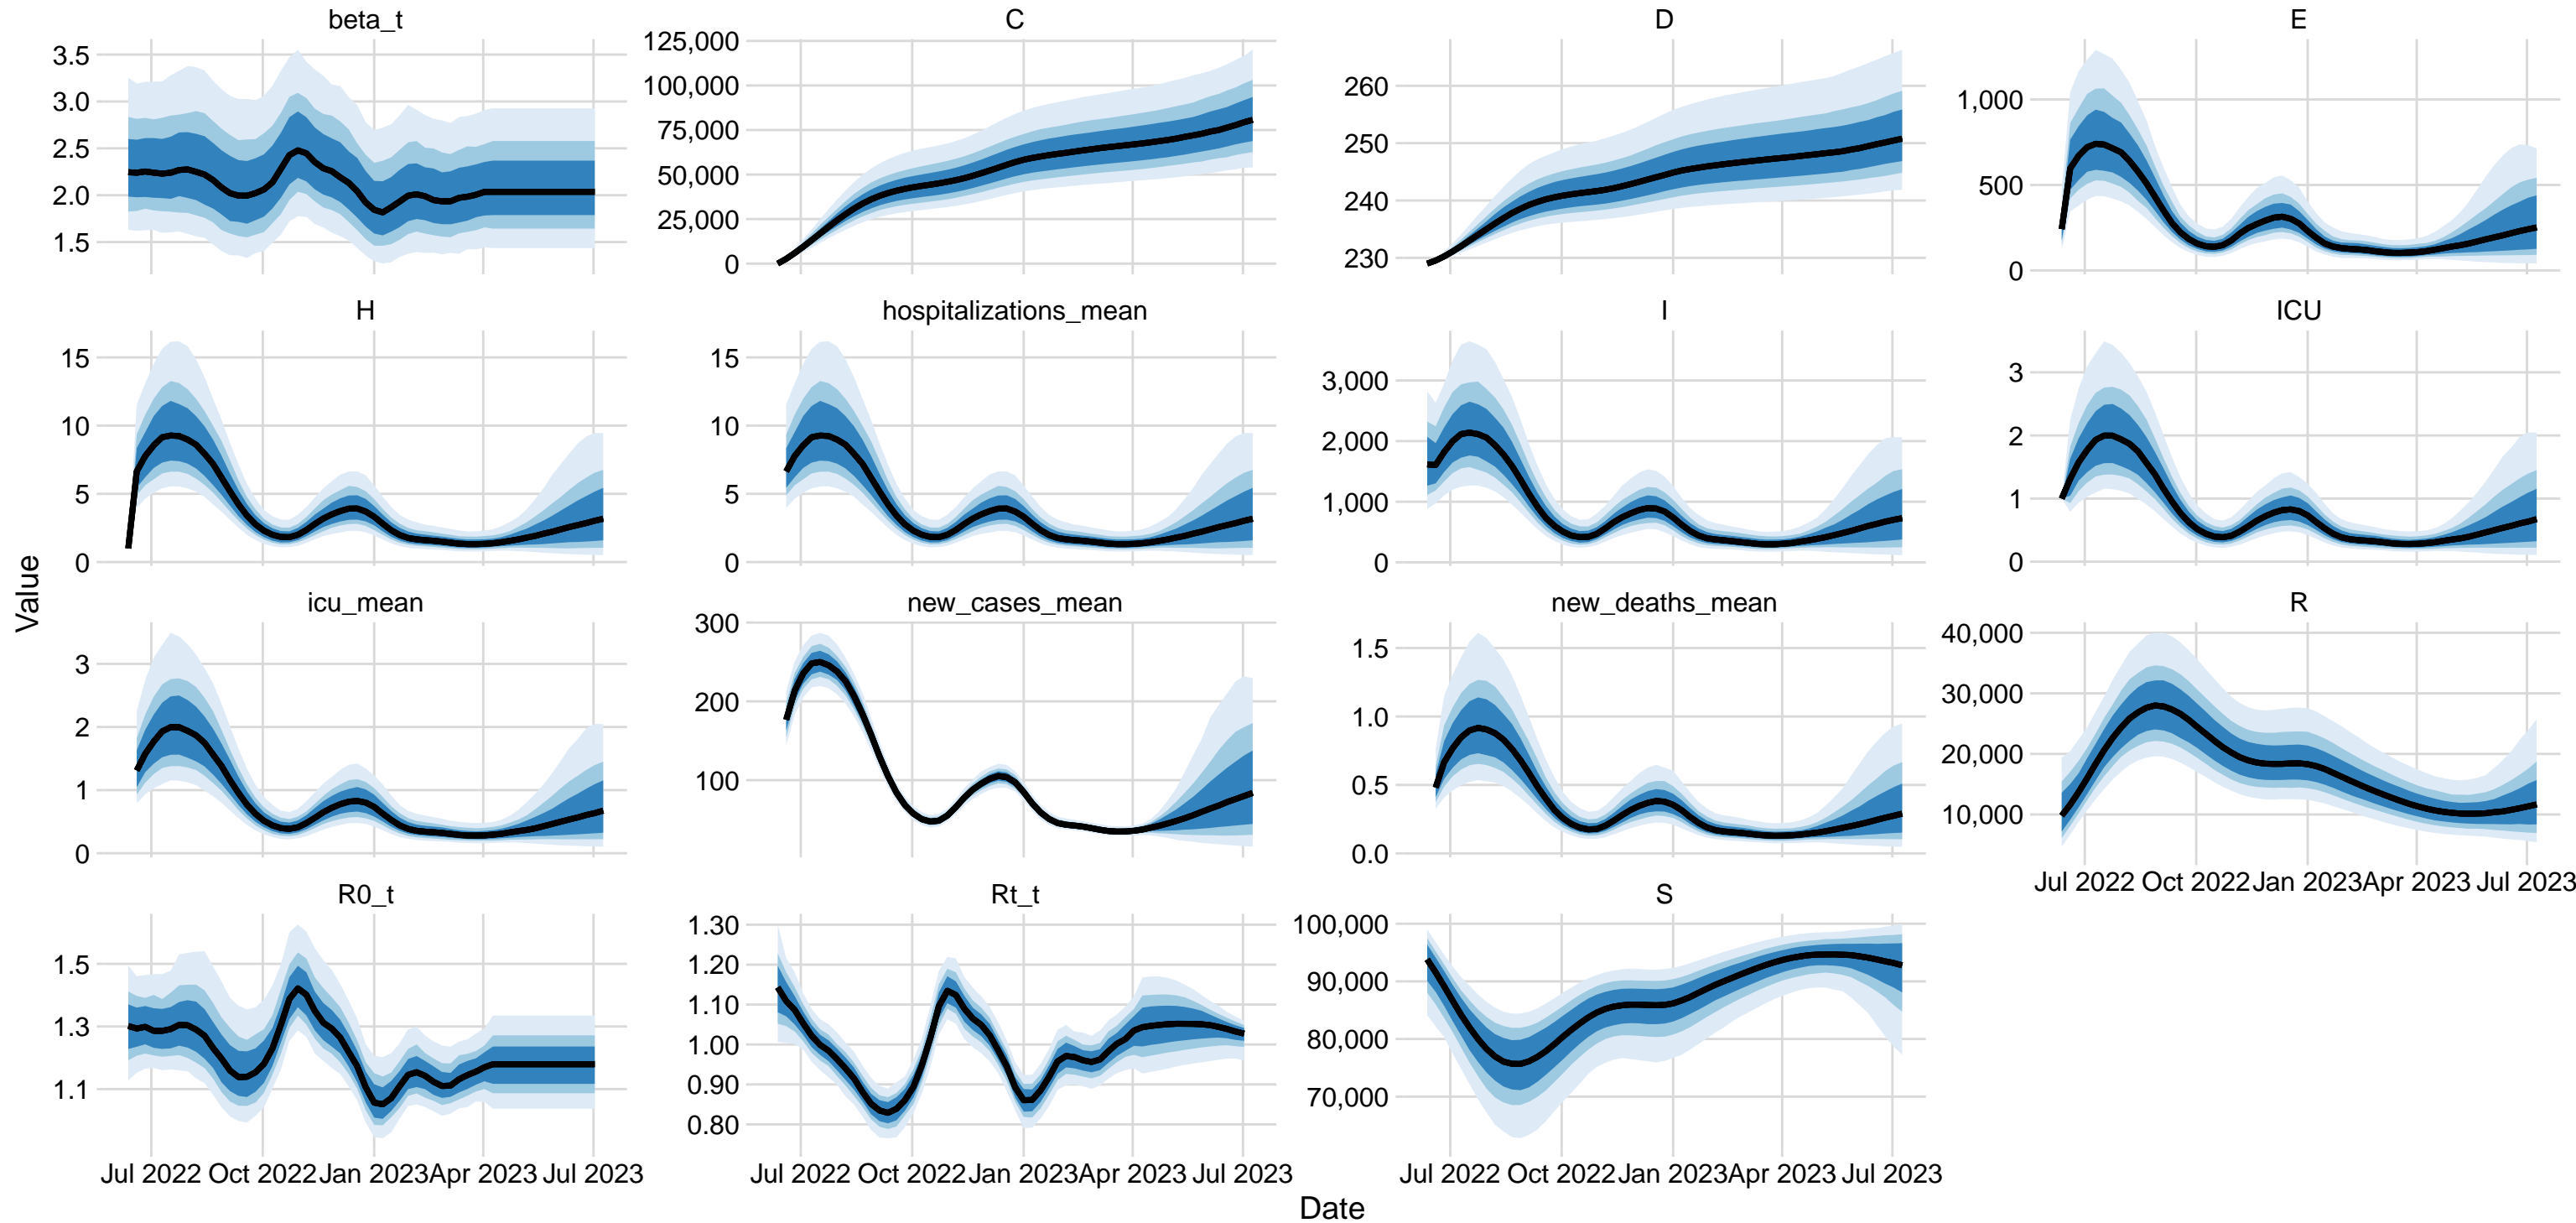 beta_t
C
D
E
3.5
3.0
2.5
2.0
1.5
125,000
100,000
75,000
50,000
25,000
0
260
250
240
230
1,000
500
0
H
hospitalizations_mean
I
ICU
15
10
5
0
15
10
5
0
3,000
2,000
1,000
0
3
2
1
0
Value
icu_mean
new_cases_mean
new_deaths_mean
R
3
2
1
0
300
200
100
1.5
1.0
0.5
0.0
40,000
30,000
20,000
10,000
Jul 2022 Oct 2022 Jan 2023 Apr 2023 Jul 2023
R0_t
Rt_t
S
1.5
1.3
1.1
1.30
1.20
1.10
1.00
0.90
0.80
100,000
90,000
80,000
70,000
Jul 2022 Oct 2022 Jan 2023 Apr 2023 Jul 2023
Jul 2022 Oct 2022 Jan 2023 Apr 2023 Jul 2023
Jul 2022 Oct 2022 Jan 2023 Apr 2023 Jul 2023
Date